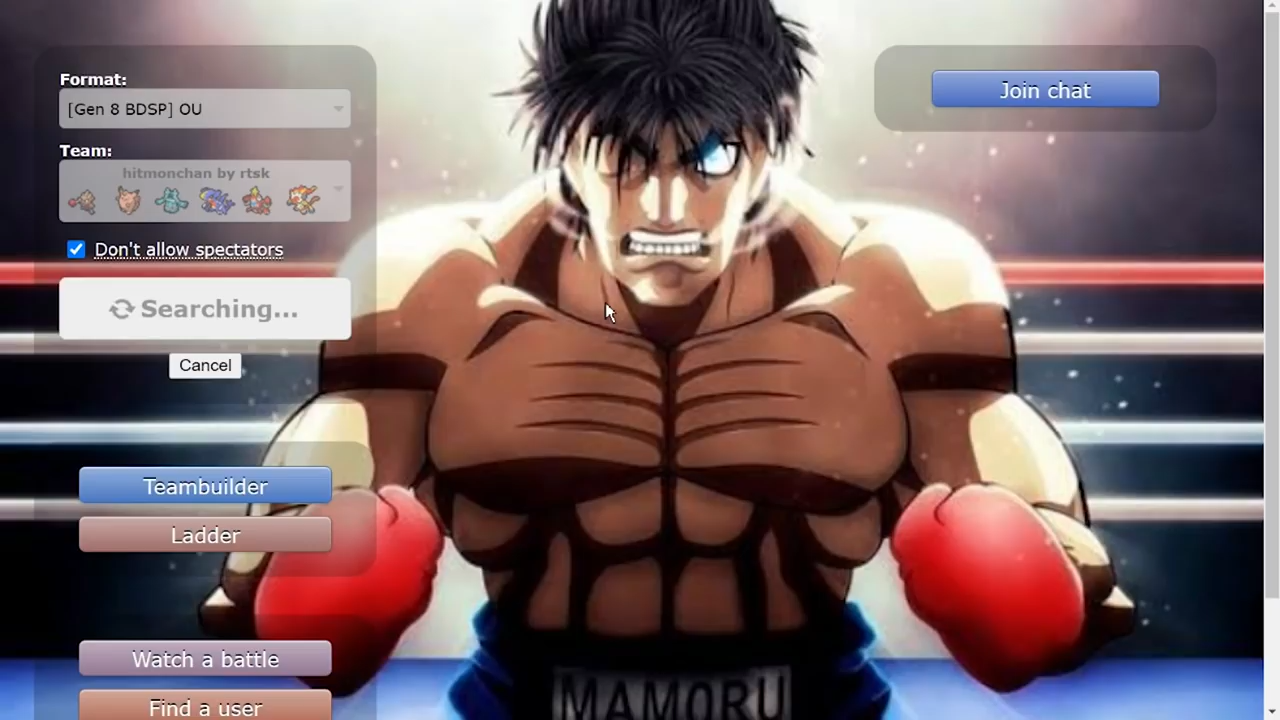 Format:
[Gen 8 BDSP] OU
Team:
hitmonchan by rtsk
Don't allow spectators
Searching...
Cancel
Teambuilder
Ladder
Watch a battle
Find a user
Join chat
MAMORU